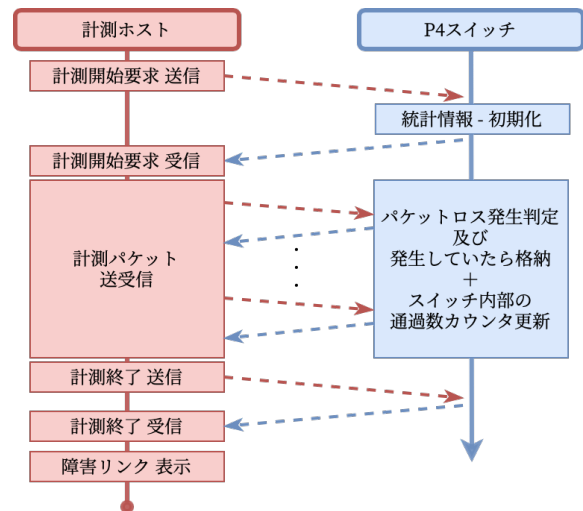 計測ホスト
P4スイッチ
計測開始要求 送信
統計情報 - 初期化
計測開始要求 受信
計測パケット
送受信
パケットロス発生判定
及び
発生していたら格納
＋
スイッチ内部の
通過数カウンタ更新
計測終了 送信
計測終了 受信
障害リンク 表示